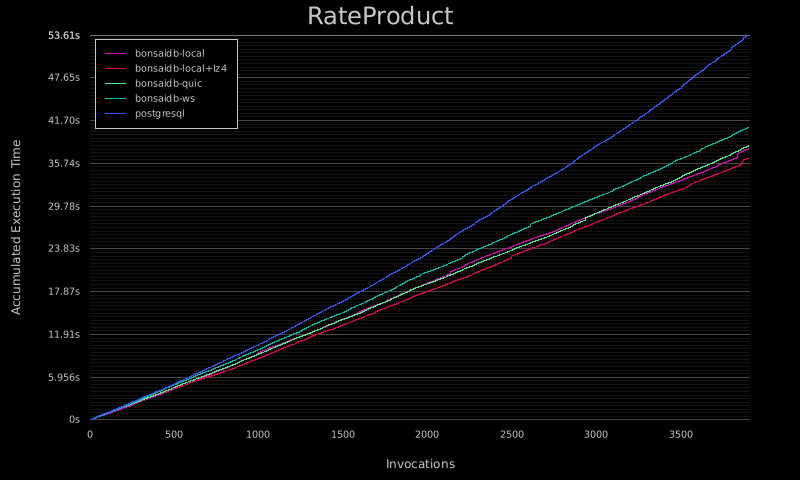 RateProduct
53.61s
47.65s
41.70s
35.74s
29.78s
23.83s
17.87s
11.91s
5.956s
0s
bonsaidb-local
bonsaidb-local+lz4
bonsaidb-quic
bonsaidb-ws
postgresql
Accumulated Execution Time
0 500 1000 1500 2000 2500 3000 3500
Invocations